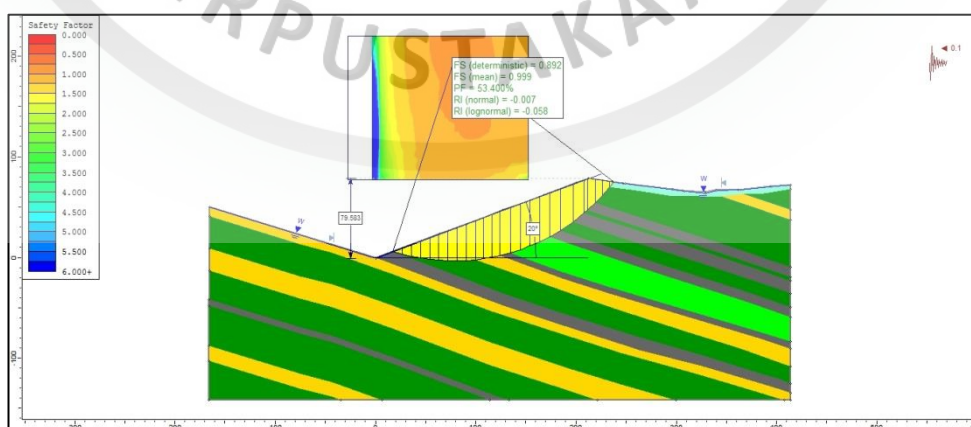 RPUSTAKA
Safety Factor
0.000
0.500
1.000
1.500
2.000
2.500
3.000
3.500
4.000
4.500
5.000
5.500
6.000+
FS (deterministic) = 0.892
FS (mean) = 0.999
PF = 53.400%
RI (normal) = -0.007
RI (lognormal) = -0.058
0.1
79.583
20°
W
W
200
100
0
-100
0